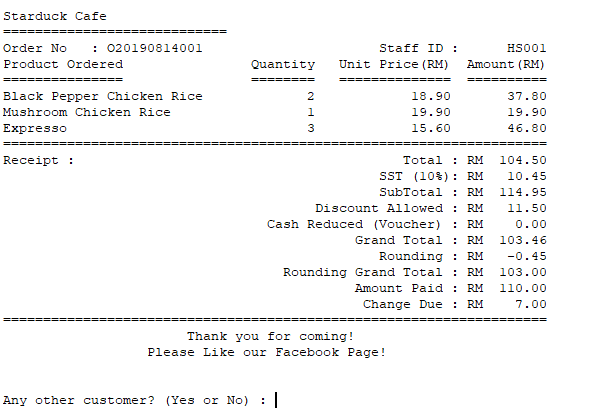 Starduck Cafe
============================
Order No   : O20190814001                      Staff ID :      HS001
Product Ordered                Quantity   Unit Price(RM)  Amount(RM)
===============                ========   ==============  ==========
Black Pepper Chicken Rice             2            18.90       37.80
Mushroom Chicken Rice                 1            19.90       19.90
Expresso                              3            15.60       46.80
====================================================================
Receipt :                                         Total : RM  104.50
                                               SST (10%): RM   10.45
                                               SubTotal : RM  114.95
                                       Discount Allowed : RM   11.50
                                 Cash Reduced (Voucher) : RM    0.00
                                            Grand Total : RM  103.46
                                               Rounding : RM   -0.45
                                   Rounding Grand Total : RM  103.00
                                            Amount Paid : RM  110.00
                                             Change Due : RM    7.00
====================================================================
                       Thank you for coming!
                  Please Like our Facebook Page!
Any other customer? (Yes or No) :